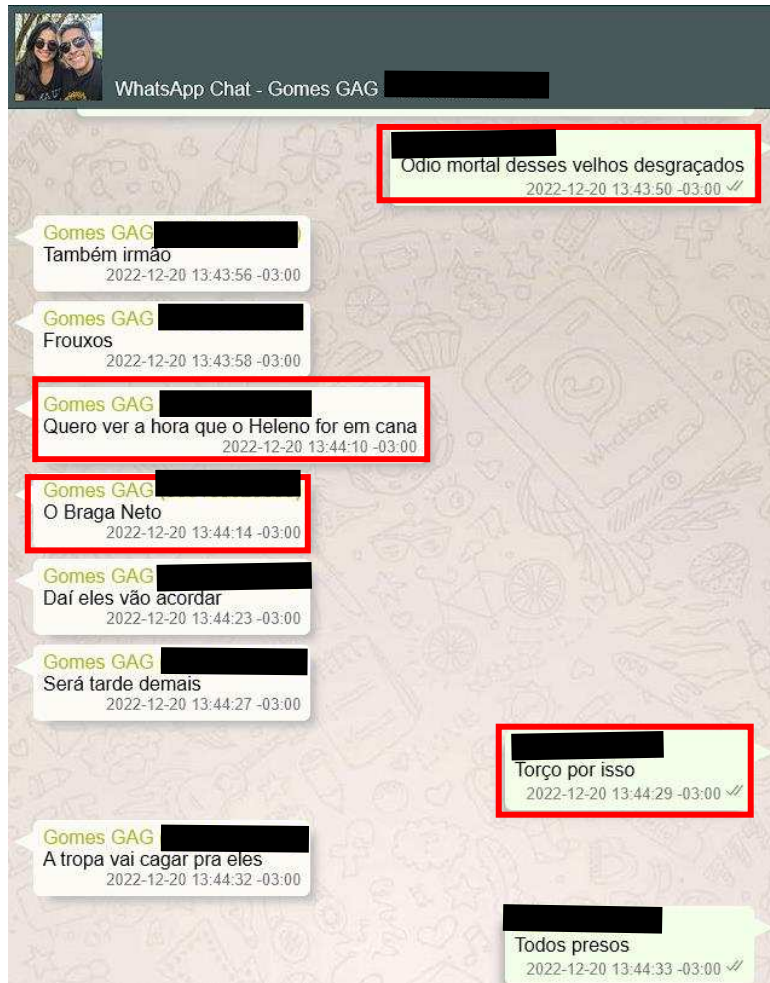 WhatsApp Chat - Gomes GAG
Odio mortal desses velhos desgraçados
2022-12-20 13:43:50 -03:00
Gomes GAG
Também irmão
2022-12-20 13:43:56 -03:00
Gomes GAG
Frouxos
2022-12-20 13:43:58 -03:00
Gomes GAG
Quero ver a hora que o Heleno for em cana
2022-12-20 13:44:10 -03:00
Gomes GAG
O Braga Neto
2022-12-20 13:44:14 -03:00
Gomes GAG
Daí eles vão acordar
2022-12-20 13:44:23 -03:00
Gomes GAG
Será tarde demais
2022-12-20 13:44:27 -03:00
Torço por isso
2022-12-20 13:44:29 -03:00
Gomes GAG
A tropa vai cagar pra eles
2022-12-20 13:44:32 -03:00
Todos presos
2022-12-20 13:44:33 -03:00